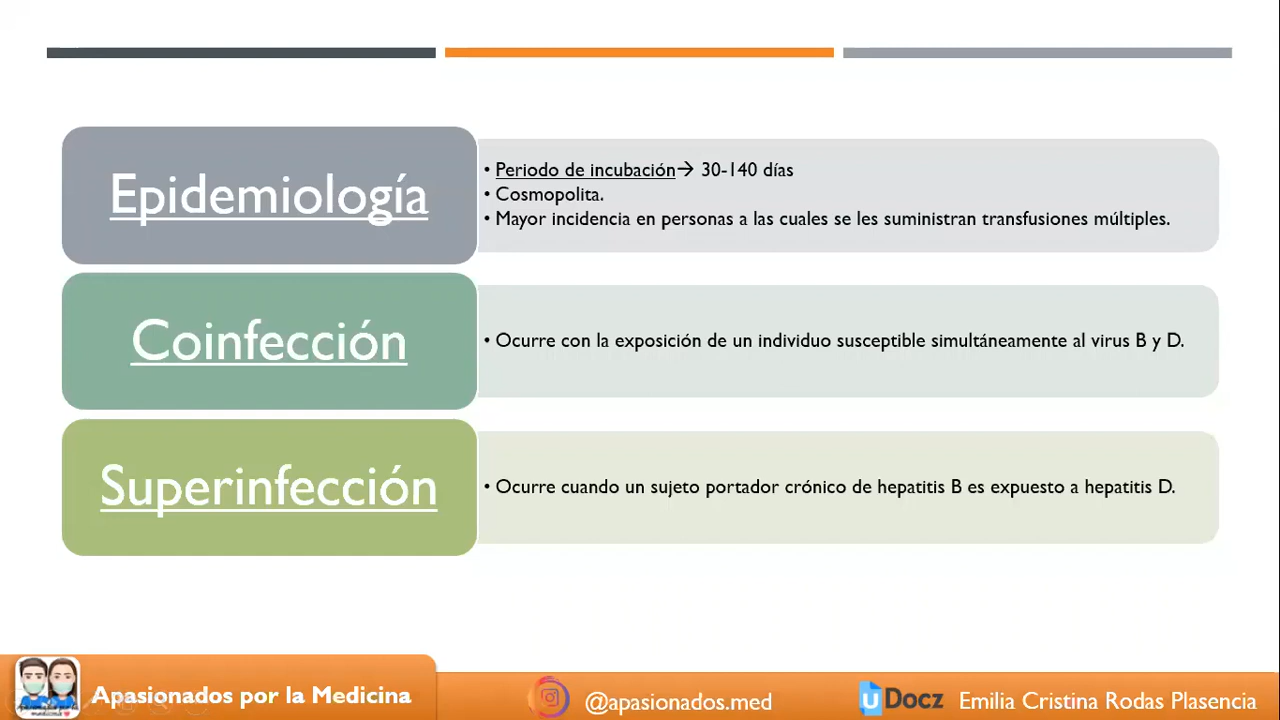 Epidemiología
• Periodo de incubación→ 30-140 días
• Cosmopolita.
• Mayor incidencia en personas a las cuales se les suministran transfusiones múltiples.
Coinfección
• Ocurre con la exposición de un individuo susceptible simultáneamente al virus B y D.
Superinfección
• Ocurre cuando un sujeto portador crónico de hepatitis B es expuesto a hepatitis D.
Apasionados por la Medicina
@apasionados.med
uDocz
Emilia Cristina Rodas Plasencia